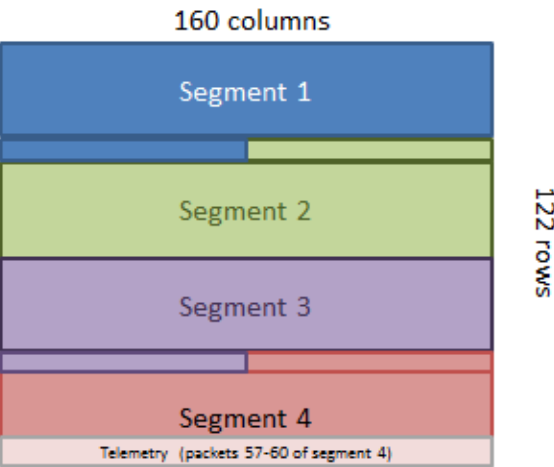 160 columns
Segment 1
Segment 2
122 rows
Segment 3
Segment 4
Telemetry (packets 57-60 of segment 4)